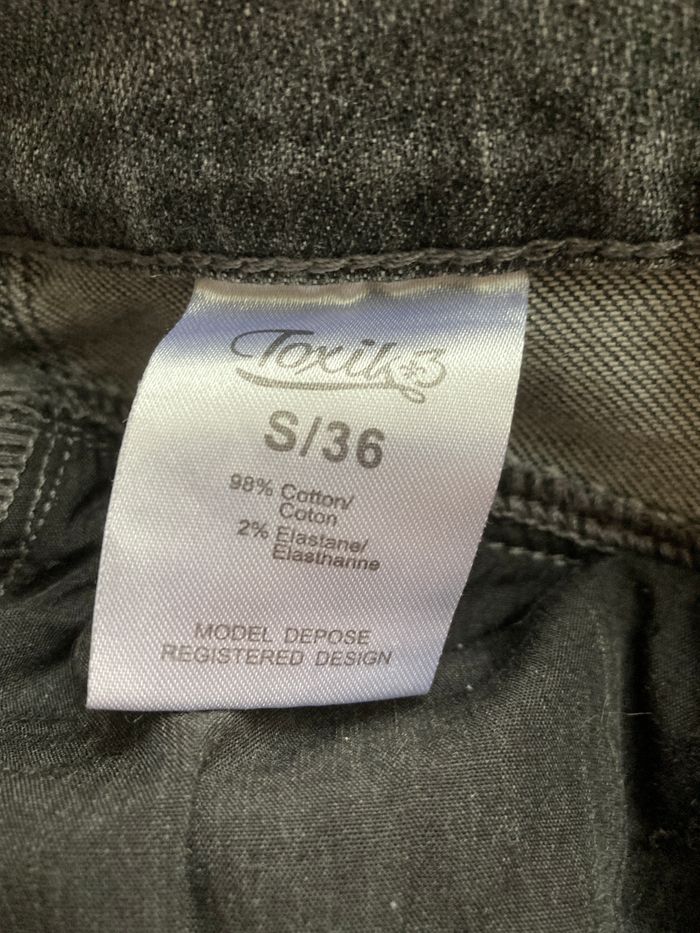 Toxik3
S/36
98% Cotton/
Coton
2% Elastane/
Elasthanne
MODEL DEPOSE
REGISTERED DESIGN